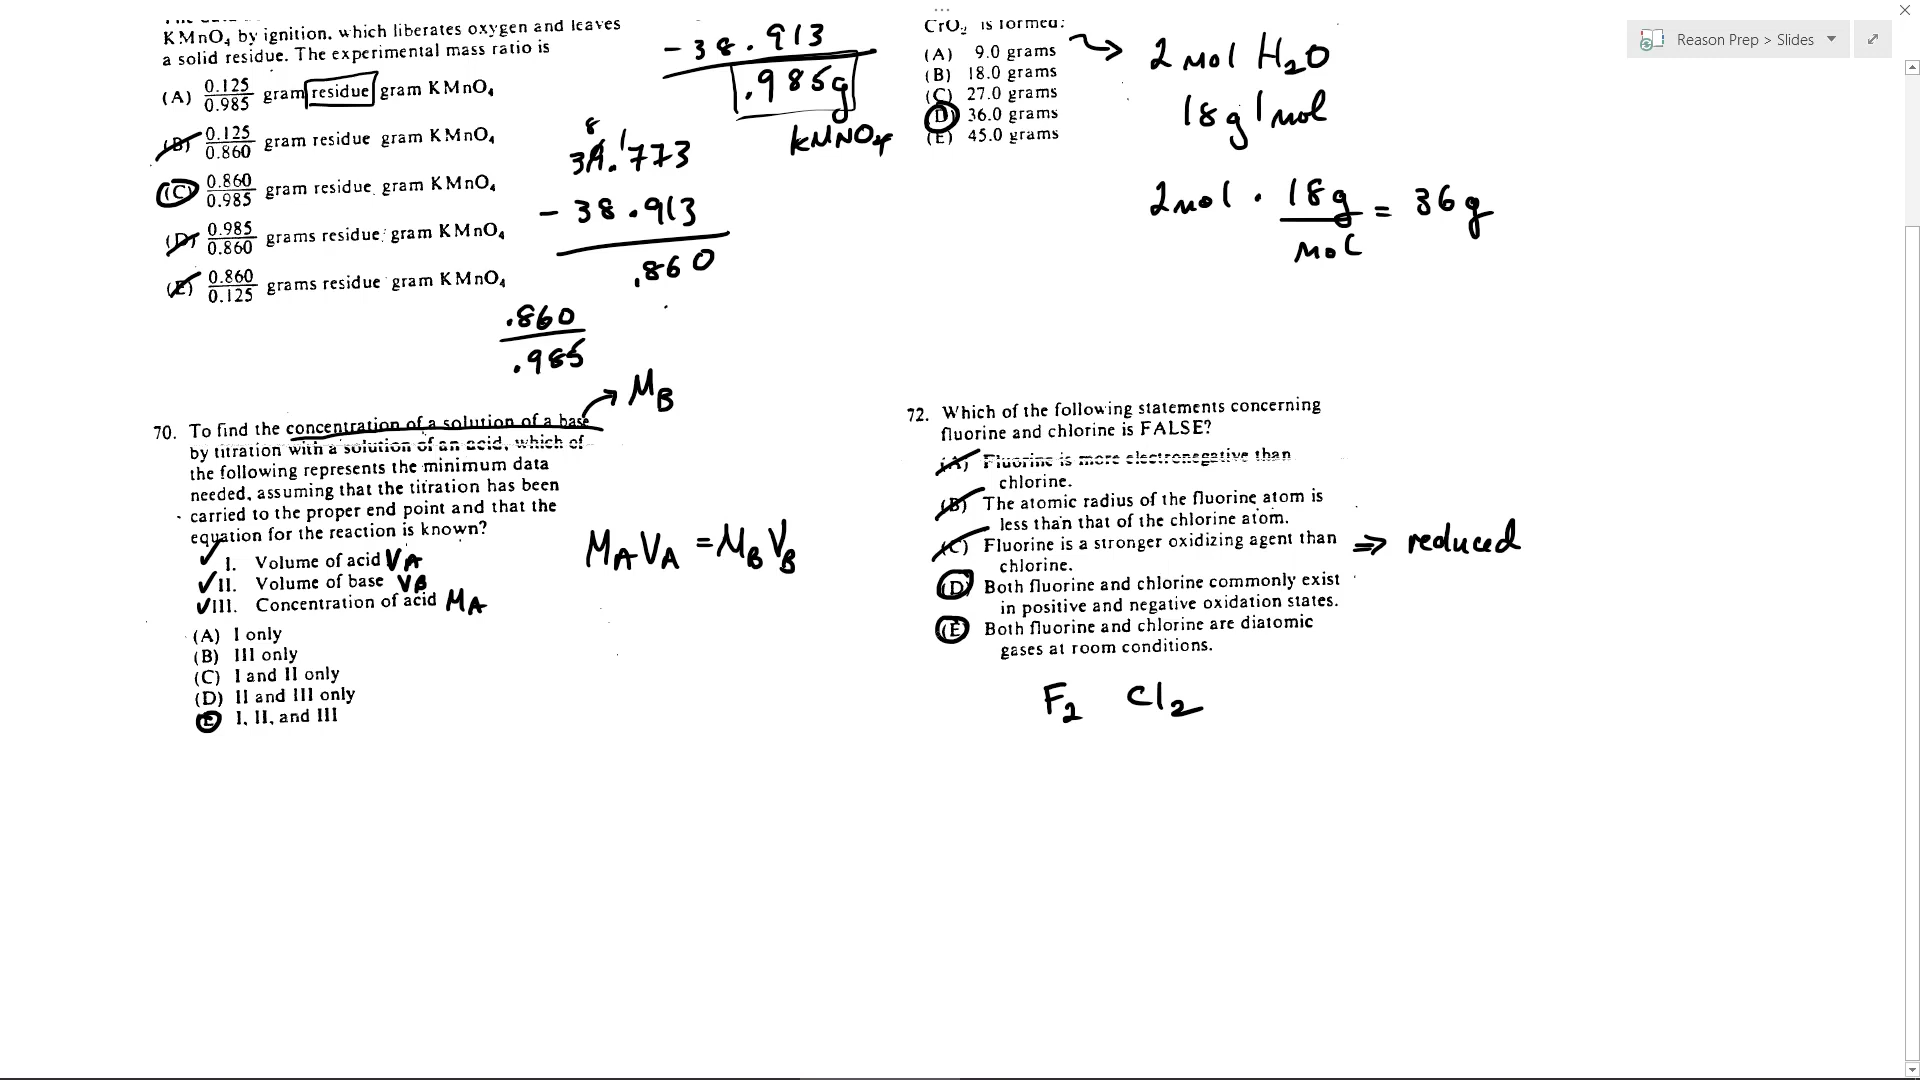 Reason Prep > Slides
KMnO₄ by ignition, which liberates oxygen and leaves
a solid residue. The experimental mass ratio is
(A) 0.125/0.985 gram residue gram KMnO₄
(B) 0.125/0.860 gram residue gram KMnO₄
(C) 0.860/0.985 gram residue gram KMnO₄
(D) 0.985/0.860 grams residue gram KMnO₄
(E) 0.860/0.125 grams residue gram KMnO₄
- 38.913
.985g
KMNO4
8 1
39.773
- 38.913
.860
.860
.985
CrO₂ is formed?
(A) 9.0 grams
(B) 18.0 grams
(C) 27.0 grams
(D) 36.0 grams
(E) 45.0 grams
2 mol H₂O
18g 1mol
2mol · 18g/mol = 36g
MB
70. To find the concentration of a solution of a base
by titration with a solution of an acid, which of
the following represents the minimum data
needed, assuming that the titration has been
carried to the proper end point and that the
equation for the reaction is known?
✓ I. Volume of acid VA
✓ II. Volume of base VB
✓ III. Concentration of acid MA
(A) I only
(B) III only
(C) I and II only
(D) II and III only
(E) I, II, and III
MAVA = MBVB
72. Which of the following statements concerning
fluorine and chlorine is FALSE?
(A) Fluorine is more electronegative than
chlorine.
(B) The atomic radius of the fluorine atom is
less than that of the chlorine atom.
(C) Fluorine is a stronger oxidizing agent than
chlorine.
⇒ reduced
(D) Both fluorine and chlorine commonly exist
in positive and negative oxidation states.
(E) Both fluorine and chlorine are diatomic
gases at room conditions.
F₂ Cl₂